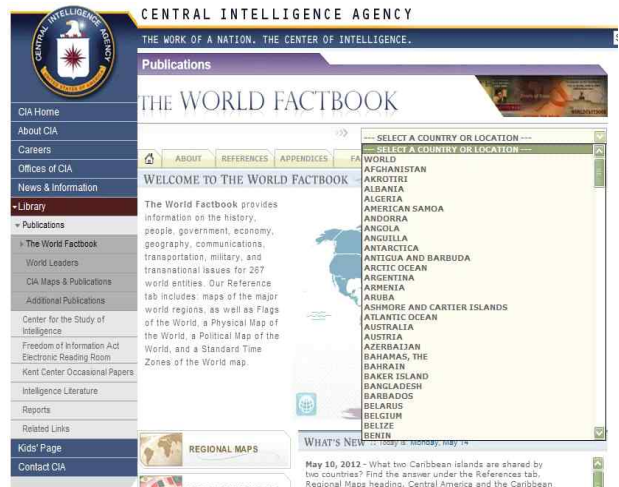 CENTRAL INTELLIGENCE AGENCY
THE WORK OF A NATION. THE CENTER OF INTELLIGENCE.
Publications
THE WORLD FACTBOOK
CIA Home
About CIA
Careers
Offices of CIA
News & Information
Library
Publications
The World Factbook
World Leaders
CIA Maps & Publications
Additional Publications
Center for the Study of
Intelligence
Freedom of Information Act
Electronic Reading Room
Kent Center Occasional Papers
Intelligence Literature
Reports
Related Links
Kids' Page
Contact CIA
--- SELECT A COUNTRY OR LOCATION ---
ABOUT
REFERENCES
APPENDICES
WELCOME TO THE WORLD FACTBOOK
The World Factbook provides
information on the history,
people, government, economy,
geography, communications,
transportation, military, and
transnational issues for 267
world entities. Our Reference
tab includes: maps of the major
world regions, as well as Flags
of the World, a Physical Map of
the World, a Political Map of the
World, and a Standard Time
Zones of the World map.
--- SELECT A COUNTRY OR LOCATION ---
WORLD
AFGHANISTAN
AKROTIRI
ALBANIA
ALGERIA
AMERICAN SAMOA
ANDORRA
ANGOLA
ANGUILLA
ANTARCTICA
ANTIGUA AND BARBUDA
ARCTIC OCEAN
ARGENTINA
ARMENIA
ARUBA
ASHMORE AND CARTIER ISLANDS
ATLANTIC OCEAN
AUSTRALIA
AUSTRIA
AZERBAIJAN
BAHAMAS, THE
BAHRAIN
BAKER ISLAND
BANGLADESH
BARBADOS
BELARUS
BELGIUM
BELIZE
BENIN
REGIONAL MAPS
WHAT'S NEW :: Today is: Monday, May 14
May 10, 2012 - What two Caribbean islands are shared by
two countries? Find the answer under the References tab.
Regional Maps heading. Central America and the Caribbean